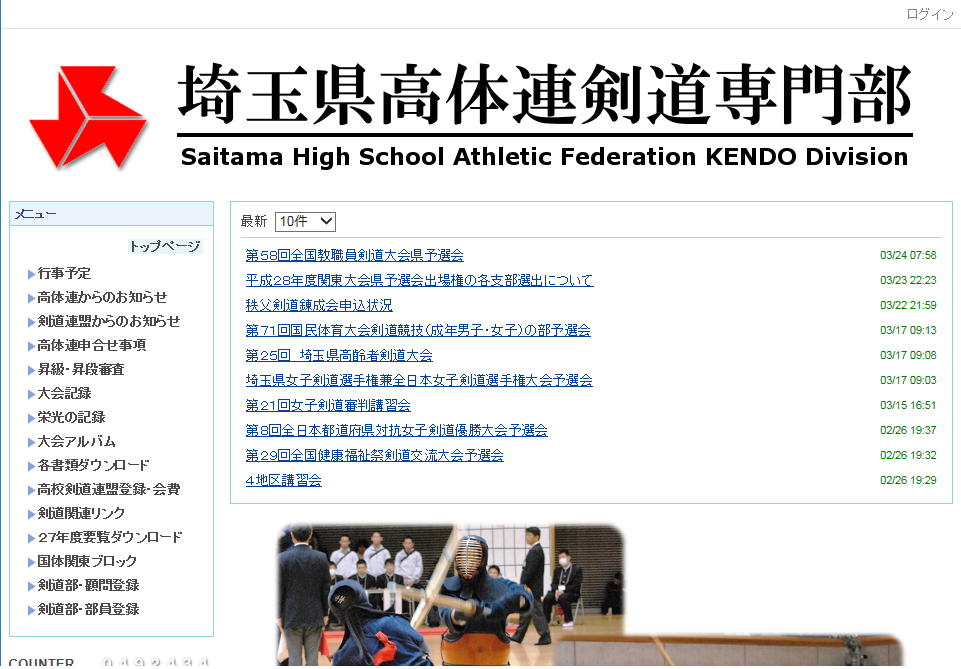 ログイン
埼玉県高体連剣道専門部
Saitama High School Athletic Federation KENDO Division
メニュー
トップページ
行事予定
高体連からのお知らせ
剣道連盟からのお知らせ
高体連申合せ事項
昇級・昇段審査
大会記録
栄光の記録
大会アルバム
各書類ダウンロード
高校剣道連盟登録・会費
剣道関連リンク
27年度要覧ダウンロード
国体関東ブロック
剣道部・顧問登録
剣道部・部員登録
COUNTER 0492434
最新 10件
第58回全国教職員剣道大会県予選会 03/24 07:58
平成28年度関東大会県予選会出場権の各支部選出について 03/23 22:23
秩父剣道錬成会申込状況 03/22 21:59
第71回国民体育大会剣道競技(成年男子・女子)の部予選会 03/17 09:13
第25回　埼玉県高齢者剣道大会 03/17 09:08
埼玉県女子剣道選手権兼全日本女子剣道選手権大会予選会 03/17 09:03
第21回女子剣道審判講習会 03/15 16:51
第8回全日本都道府県対抗女子剣道優勝大会予選会 02/26 19:37
第29回全国健康福祉祭剣道交流大会予選会 02/26 19:32
4地区講習会 02/26 19:29